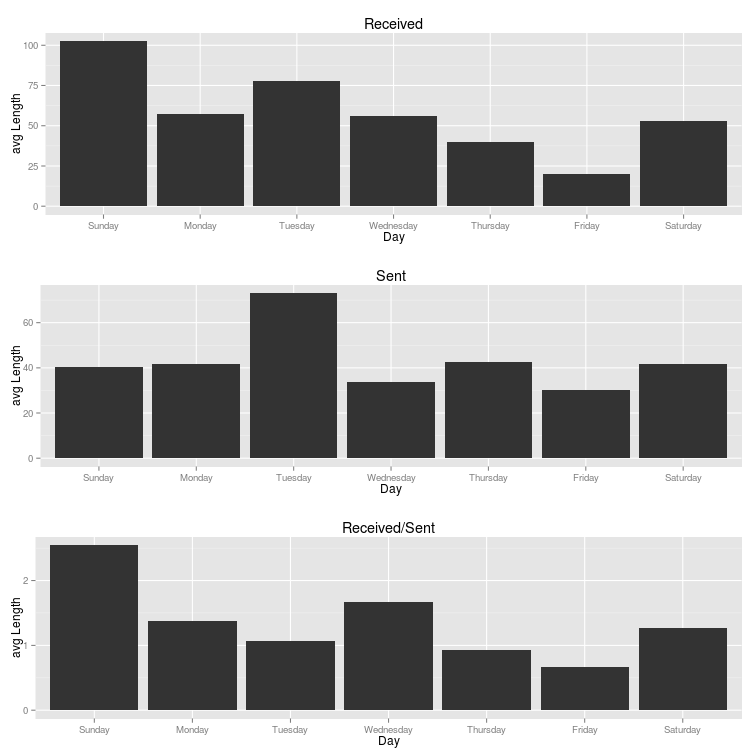 Received
avg Length
100
75
50
25
0
Sunday Monday Tuesday Wednesday Thursday Friday Saturday
Day
Sent
avg Length
60
40
20
0
Sunday Monday Tuesday Wednesday Thursday Friday Saturday
Day
Received/Sent
avg Length
2
1
0
Sunday Monday Tuesday Wednesday Thursday Friday Saturday
Day